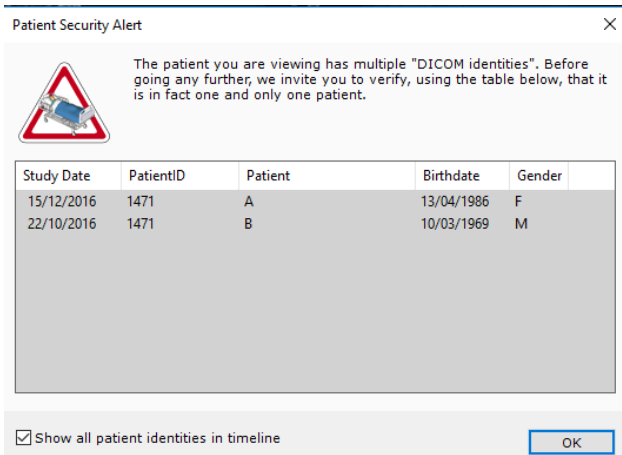 Patient Security Alert
The patient you are viewing has multiple "DICOM identities". Before
going any further, we invite you to verify, using the table below, that it
is in fact one and only one patient.
Study Date PatientID Patient Birthdate Gender
15/12/2016 1471 A 13/04/1986 F
22/10/2016 1471 B 10/03/1969 M
Show all patient identities in timeline
OK